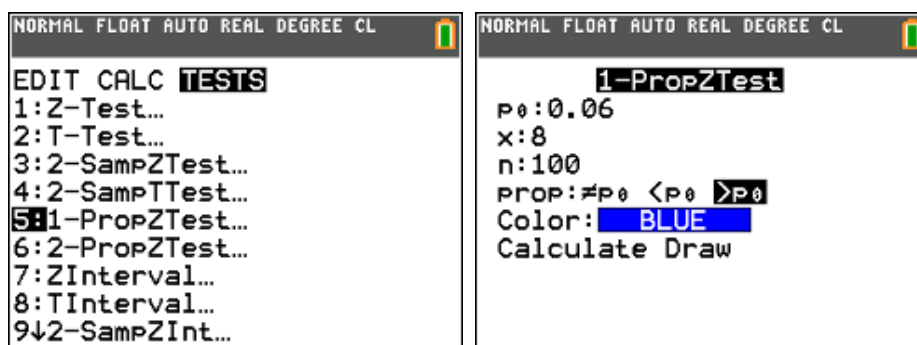 NORMAL FLOAT AUTO REAL DEGREE CL
EDIT CALC TESTS
1:Z-Test…
2:T-Test…
3:2-SampZTest…
4:2-SampTTest…
5:1-PropZTest…
6:2-PropZTest…
7:ZInterval…
8:TInterval…
9↓2-SampZInt…
NORMAL FLOAT AUTO REAL DEGREE CL
1-PropZTest
p₀:0.06
x:8
n:100
prop:≠p₀ <p₀ >p₀
Color: BLUE
Calculate Draw